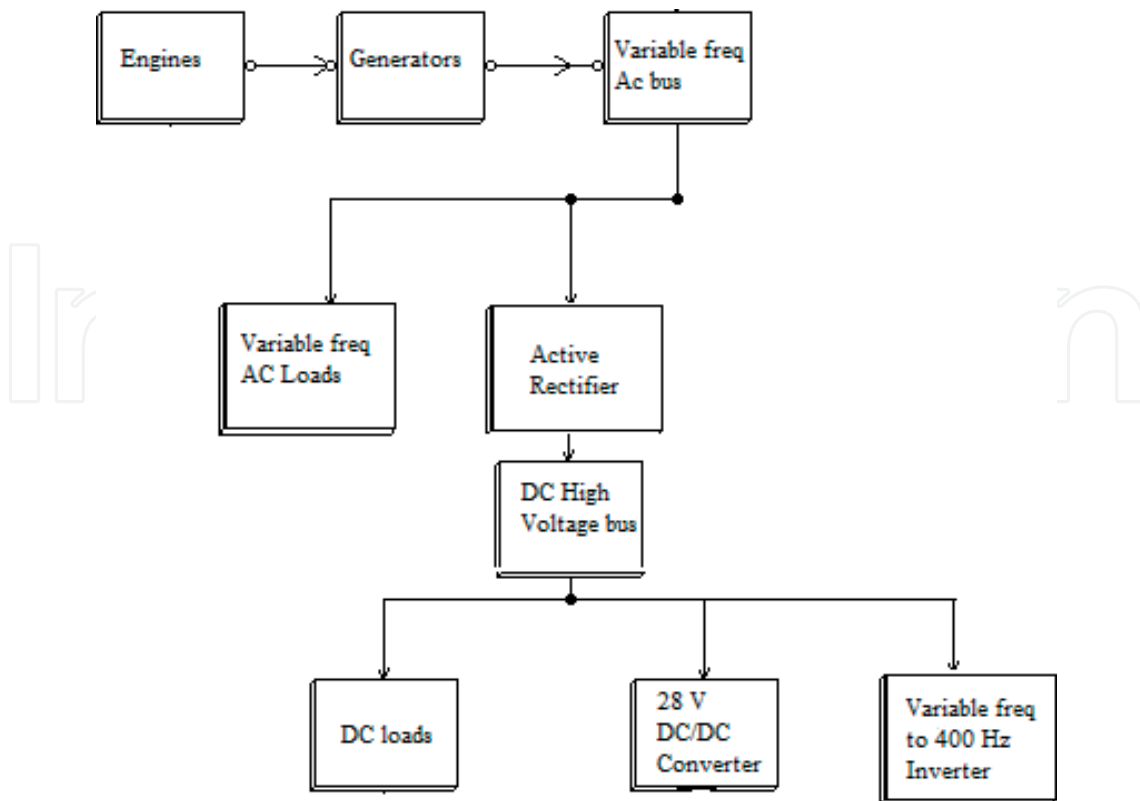 Engines
Generators
Variable freq
Ac bus
Variable freq
AC Loads
Active
Rectifier
DC High
Voltage bus
DC loads
28 V
DC/DC
Converter
Variable freq
to 400 Hz
Inverter